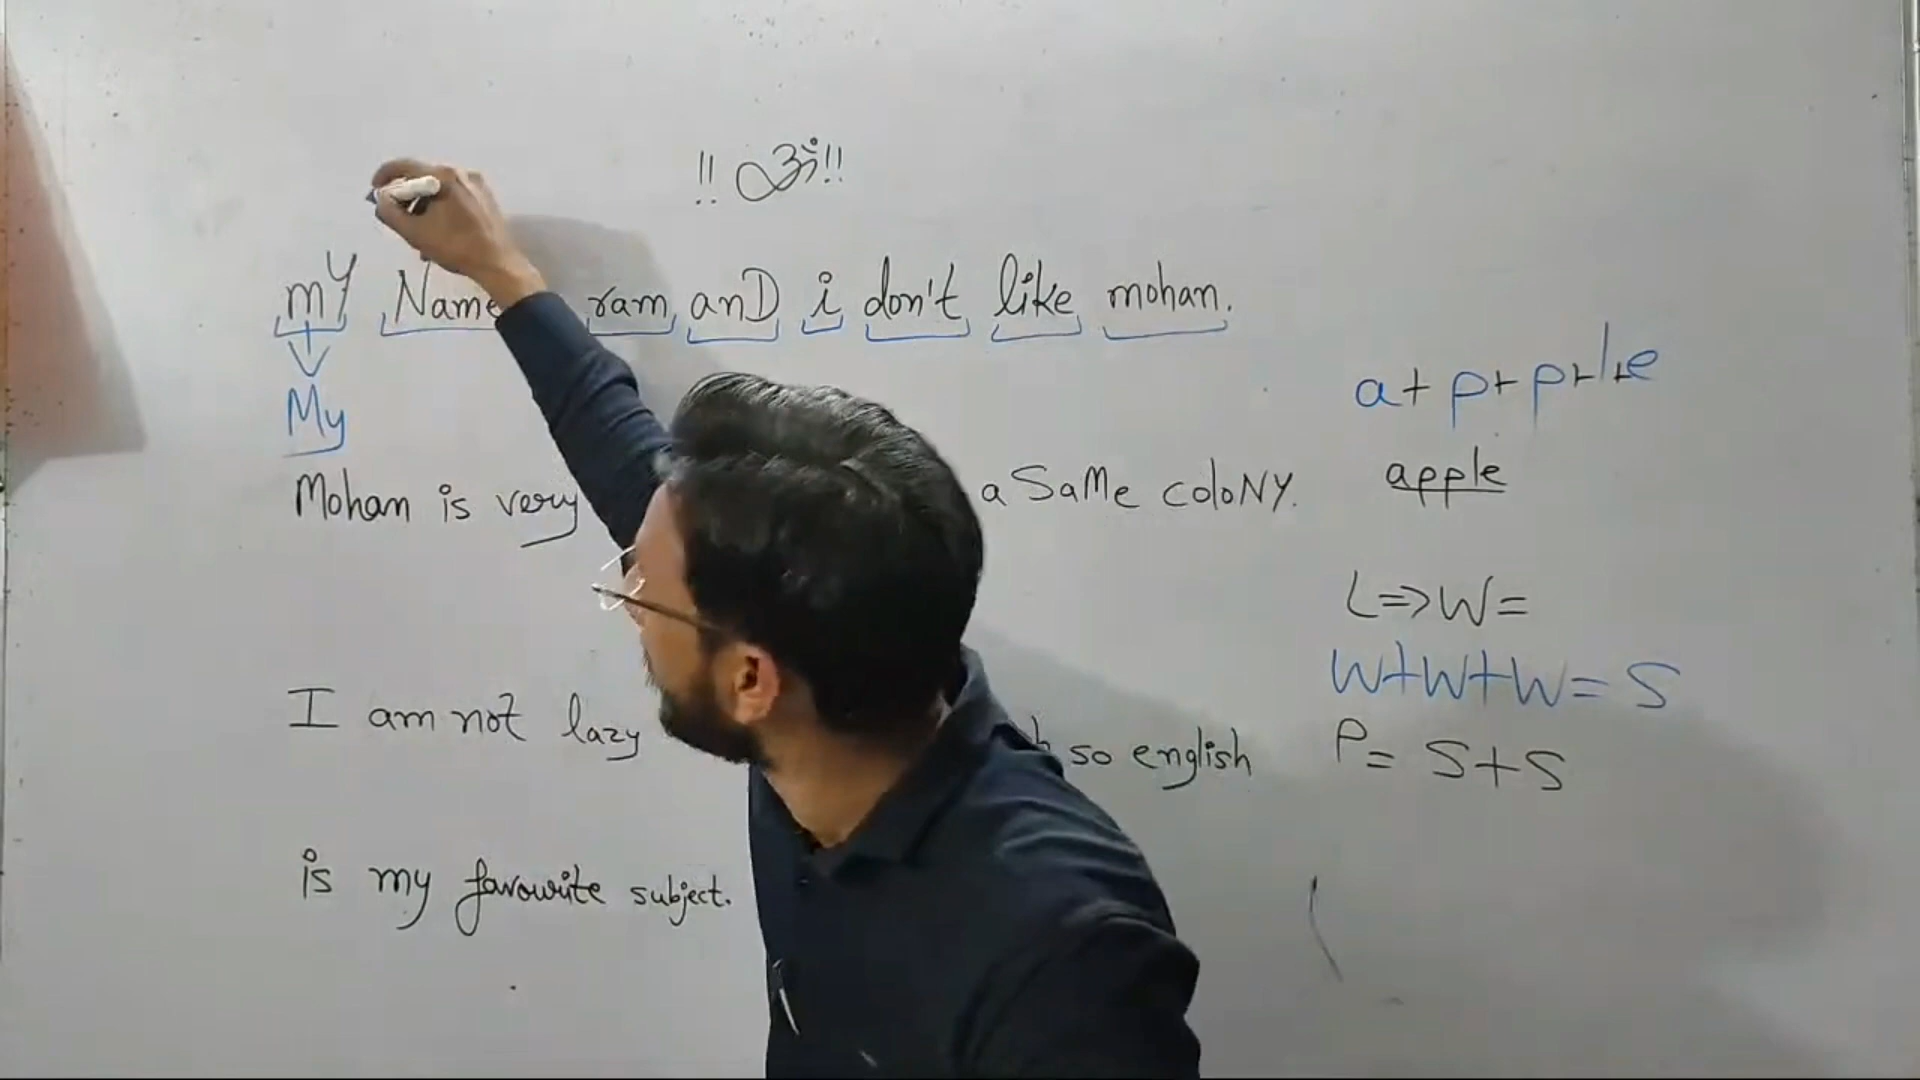 !! ॐ !!
mY Name ram anD i don't like mohan.
My
Mohan is very a SaMe coloNY.
I am not lazy so english
is my favourite subject.
a+p+p+l+e
apple
L=>W=
W+W+W=S
P=S+S